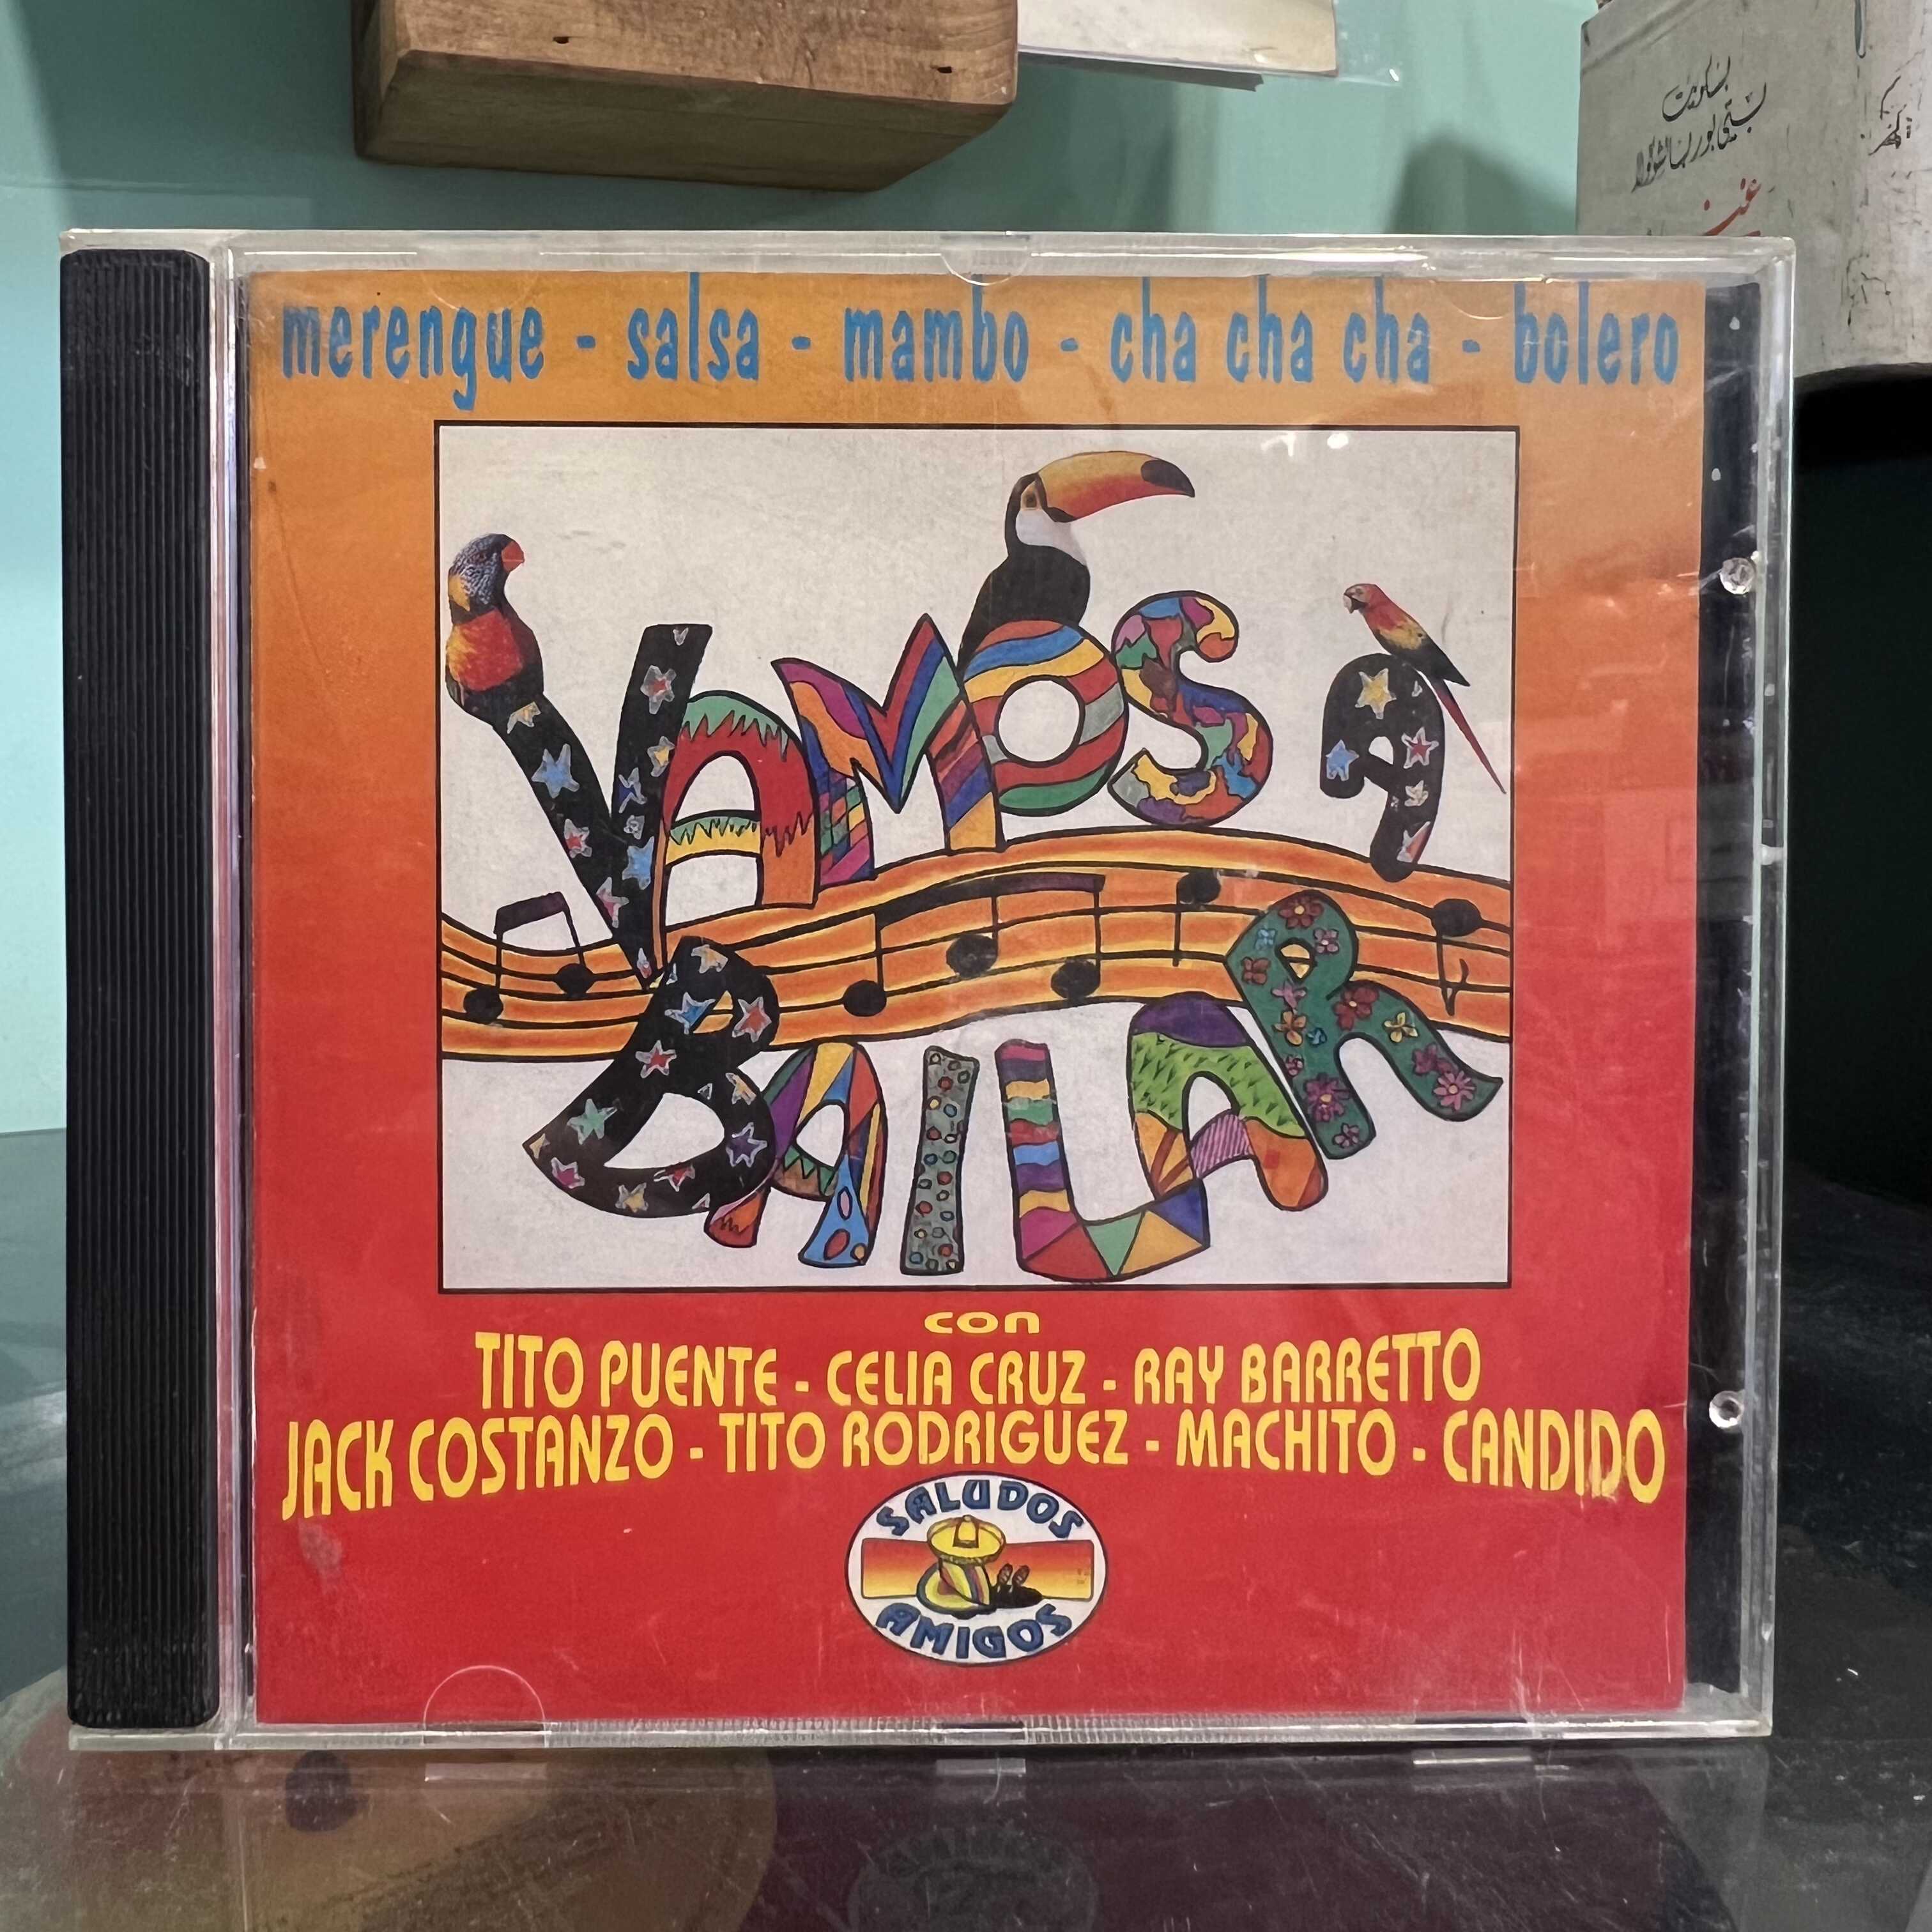 merengue - salsa - mambo - cha cha cha - bolero
VAMOS A
BAILAR
con
TITO PUENTE - CELIA CRUZ - RAY BARRETTO
JACK COSTANZO - TITO RODRIGUEZ - MACHITO - CANDIDO
SALUDOS
AMIGOS